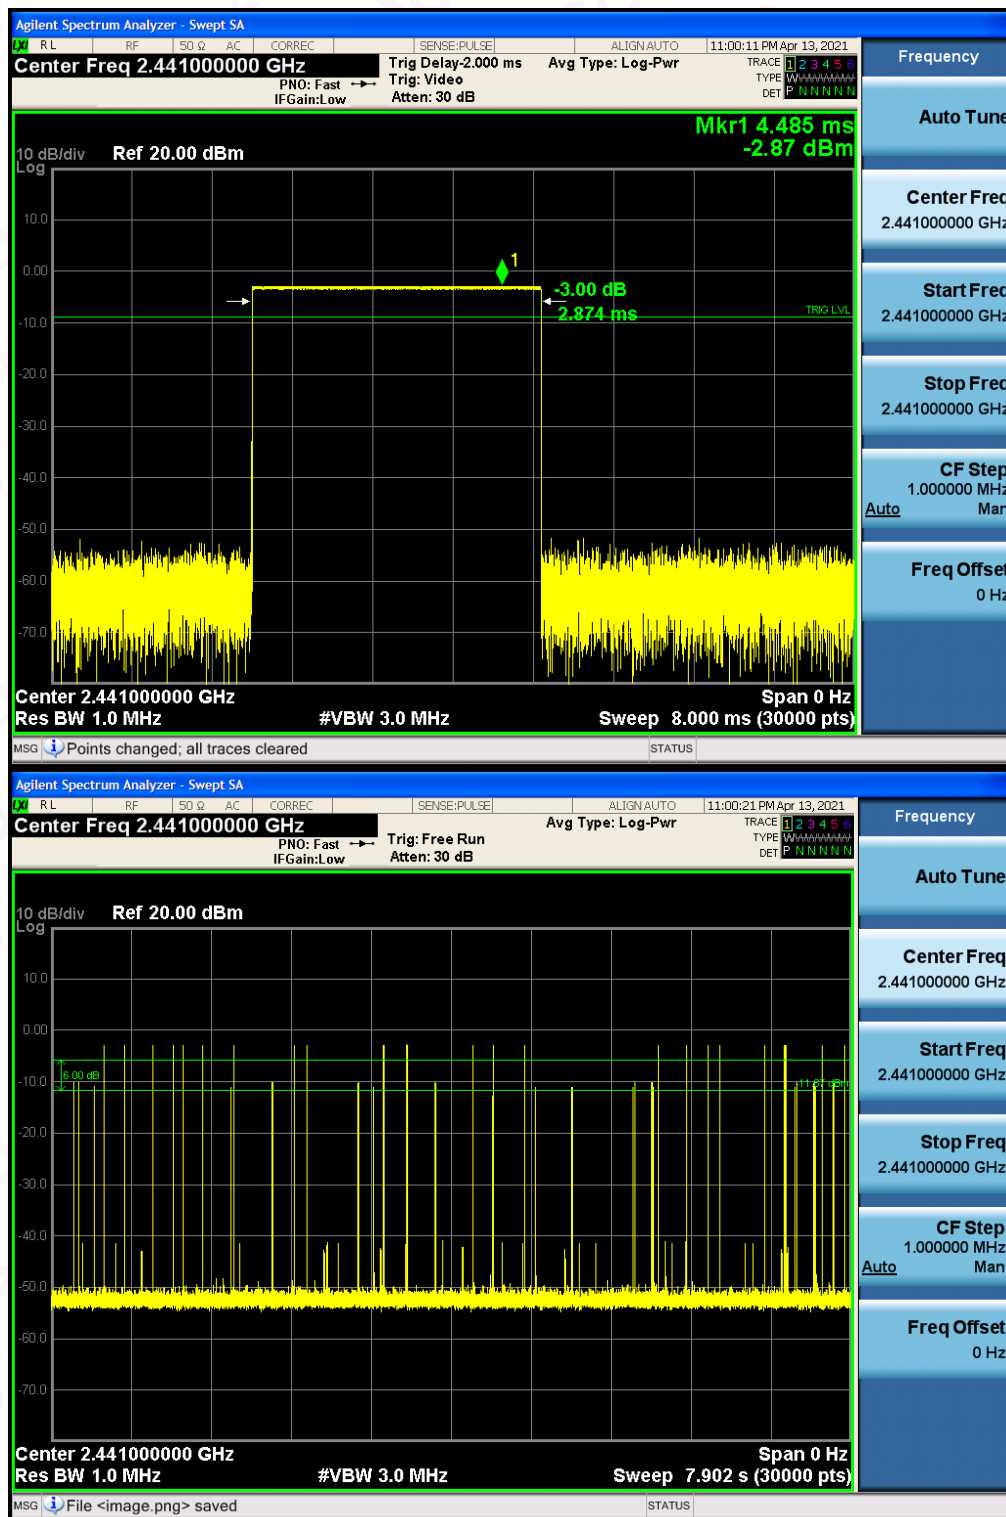 Agilent Spectrum Analyzer - Swept SA
LXI RL RF 50 Ω AC CORREC SENSE:PULSE ALIGN AUTO 11:00:11 PM Apr 13, 2021
Center Freq 2.441000000 GHz
PNO: Fast
IFGain:Low
Trig Delay-2.000 ms
Trig: Video
Atten: 30 dB
Avg Type: Log-Pwr
TRACE 1 2 3 4 5 6
TYPE W
DET P N N N N N
Mkr1 4.485 ms
-2.87 dBm
10 dB/div
Log
Ref 20.00 dBm
10.0
0.00
-10.0
-20.0
-30.0
-40.0
-50.0
-60.0
-70.0
1
-3.00 dB
2.874 ms
TRIG LVL
Center 2.441000000 GHz
Span 0 Hz
Res BW 1.0 MHz
#VBW 3.0 MHz
Sweep 8.000 ms (30000 pts)
MSG Points changed; all traces cleared
STATUS
Frequency
Auto Tune
Center Freq
2.441000000 GHz
Start Freq
2.441000000 GHz
Stop Freq
2.441000000 GHz
CF Step
1.000000 MHz
Auto Man
Freq Offset
0 Hz
Agilent Spectrum Analyzer - Swept SA
LXI RL RF 50 Ω AC CORREC SENSE:PULSE ALIGN AUTO 11:00:21 PM Apr 13, 2021
Center Freq 2.441000000 GHz
PNO: Fast
IFGain:Low
Trig: Free Run
Atten: 30 dB
Avg Type: Log-Pwr
TRACE 1 2 3 4 5 6
TYPE W
DET P N N N N N
10 dB/div
Log
Ref 20.00 dBm
10.0
0.00
-10.0
-20.0
-30.0
-40.0
-50.0
-60.0
-70.0
6.00 dB
-11.87 dBm
Center 2.441000000 GHz
Span 0 Hz
Res BW 1.0 MHz
#VBW 3.0 MHz
Sweep 7.902 s (30000 pts)
MSG File <image.png> saved
STATUS
Frequency
Auto Tune
Center Freq
2.441000000 GHz
Start Freq
2.441000000 GHz
Stop Freq
2.441000000 GHz
CF Step
1.000000 MHz
Auto Man
Freq Offset
0 Hz